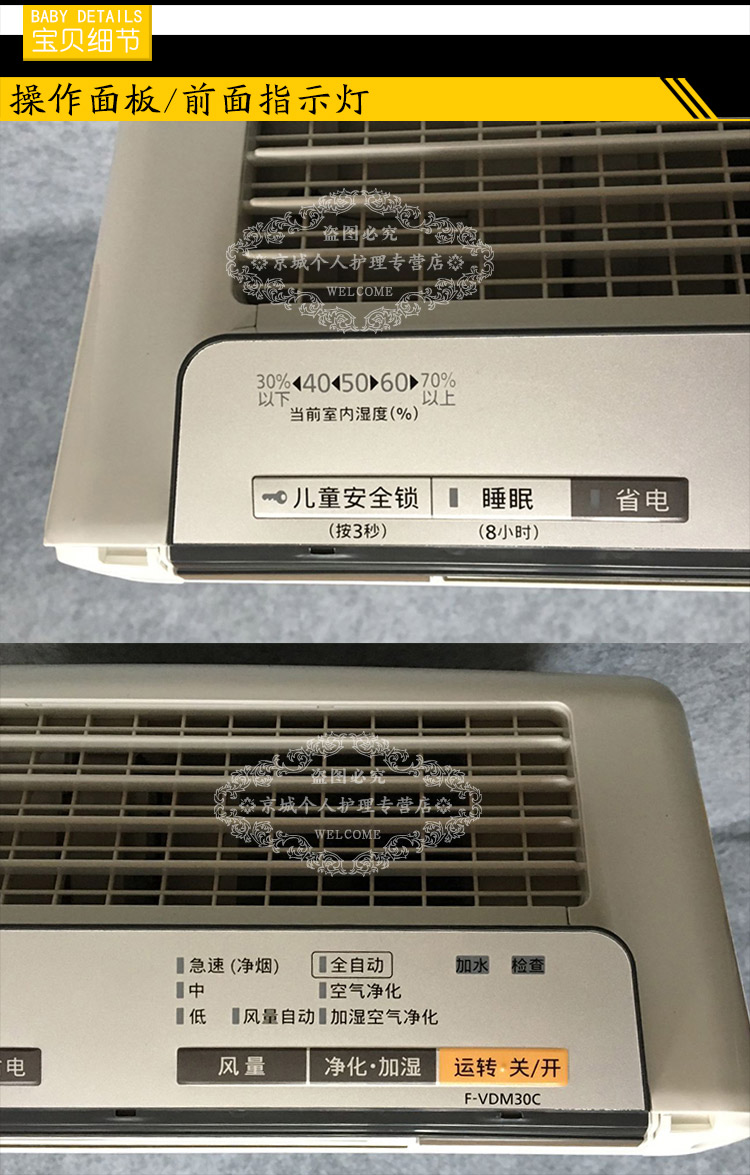 BABY DETAILS
宝贝细节
操作面板/前面指示灯
盗图必究
京城个人护理专营店
WELCOME
30% 40 50 60 70%
以下 以上
当前室内湿度(%)
儿童安全锁 睡眠 省电
(按3秒) (8小时)
盗图必究
京城个人护理专营店
WELCOME
急速(净烟) 全自动 加水 检查
中 空气净化
低 风量自动 加湿空气净化
省电 风量 净化·加湿 运转·关/开
F-VDM30C